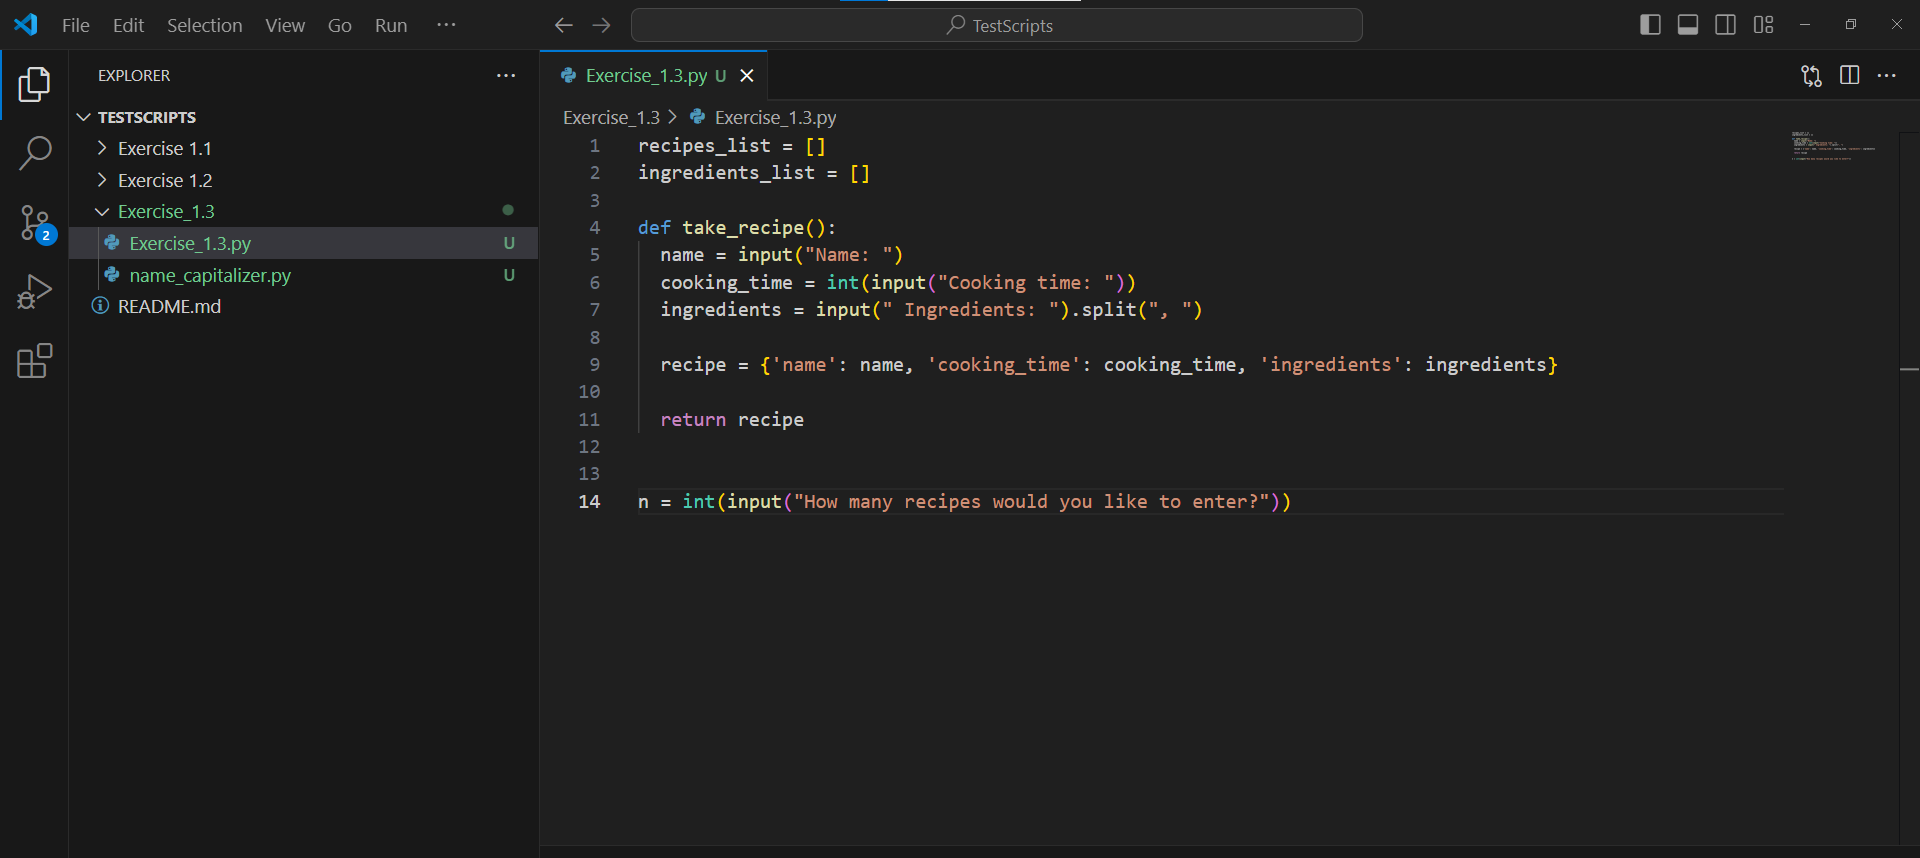 File Edit Selection View Go Run ...
TestScripts
EXPLORER ...
TESTSCRIPTS
Exercise 1.1
Exercise 1.2
Exercise_1.3
Exercise_1.3.py U
name_capitalizer.py U
README.md
2
Exercise_1.3.py U
Exercise_1.3 > Exercise_1.3.py
1 recipes_list = []
2 ingredients_list = []
3
4 def take_recipe():
5   name = input("Name: ")
6   cooking_time = int(input("Cooking time: "))
7   ingredients = input(" Ingredients: ").split(", ")
8
9   recipe = {'name': name, 'cooking_time': cooking_time, 'ingredients': ingredients}
10
11   return recipe
12
13
14 n = int(input("How many recipes would you like to enter?"))